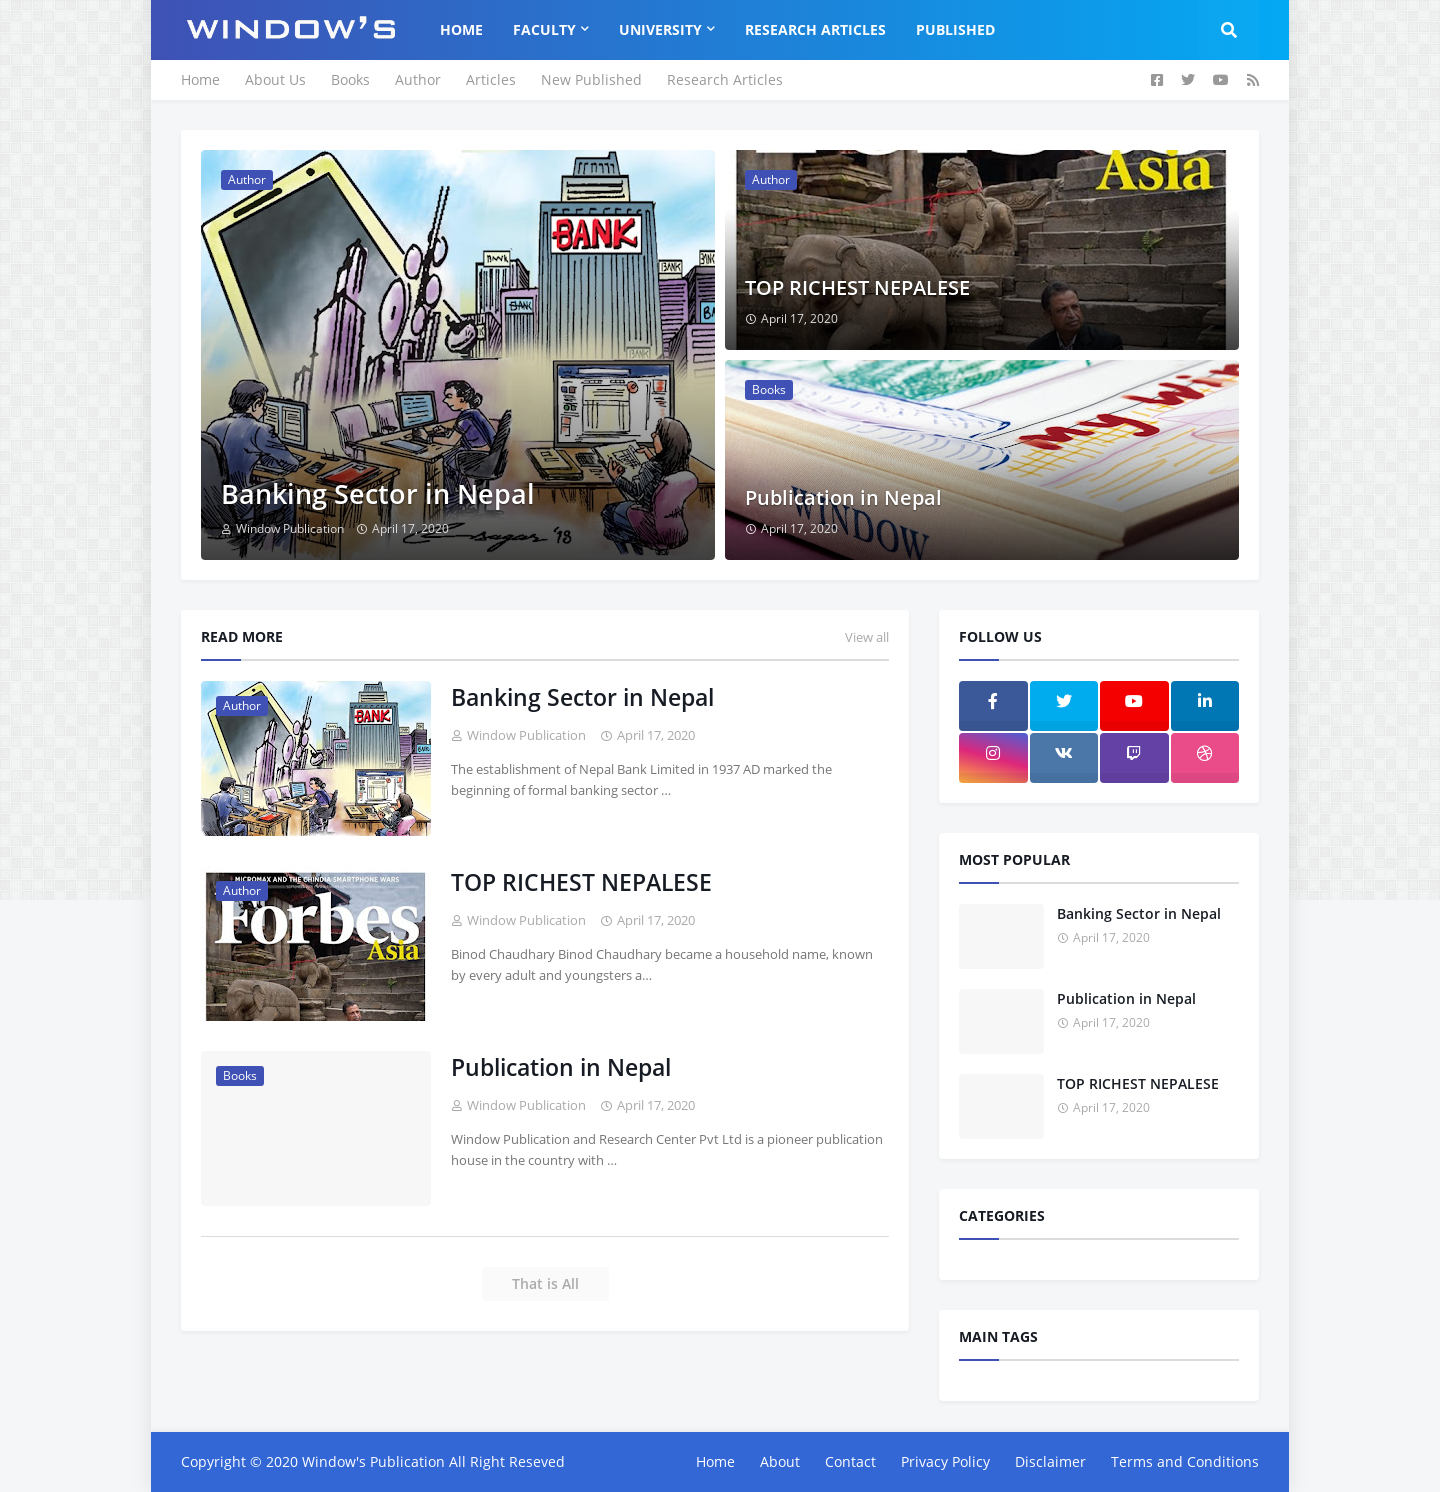 WINDOW'S
HOME FACULTY UNIVERSITY RESEARCH ARTICLES PUBLISHED
Home About Us Books Author Articles New Published Research Articles
Author
BANK
BANK
BANK
BANK
BANK
Banking Sector in Nepal
Window Publication April 17, 2020
Sagar '13
Asia
Author
TOP RICHEST NEPALESE
April 17, 2020
Books
my win
WINDOW
Publication in Nepal
April 17, 2020
READ MORE View all
Author
BANK
Banking Sector in Nepal
Window Publication April 17, 2020
The establishment of Nepal Bank Limited in 1937 AD marked the
beginning of formal banking sector ...
MICROMAX AND THE CHINDIA SMARTPHONE WARS
Author
Forbes
Asia
TOP RICHEST NEPALESE
Window Publication April 17, 2020
Binod Chaudhary Binod Chaudhary became a household name, known
by every adult and youngsters a...
Books
Publication in Nepal
Window Publication April 17, 2020
Window Publication and Research Center Pvt Ltd is a pioneer publication
house in the country with ...
That is All
FOLLOW US
MOST POPULAR
Banking Sector in Nepal
April 17, 2020
Publication in Nepal
April 17, 2020
TOP RICHEST NEPALESE
April 17, 2020
CATEGORIES
MAIN TAGS
Copyright © 2020 Window's Publication All Right Reseved
Home About Contact Privacy Policy Disclaimer Terms and Conditions